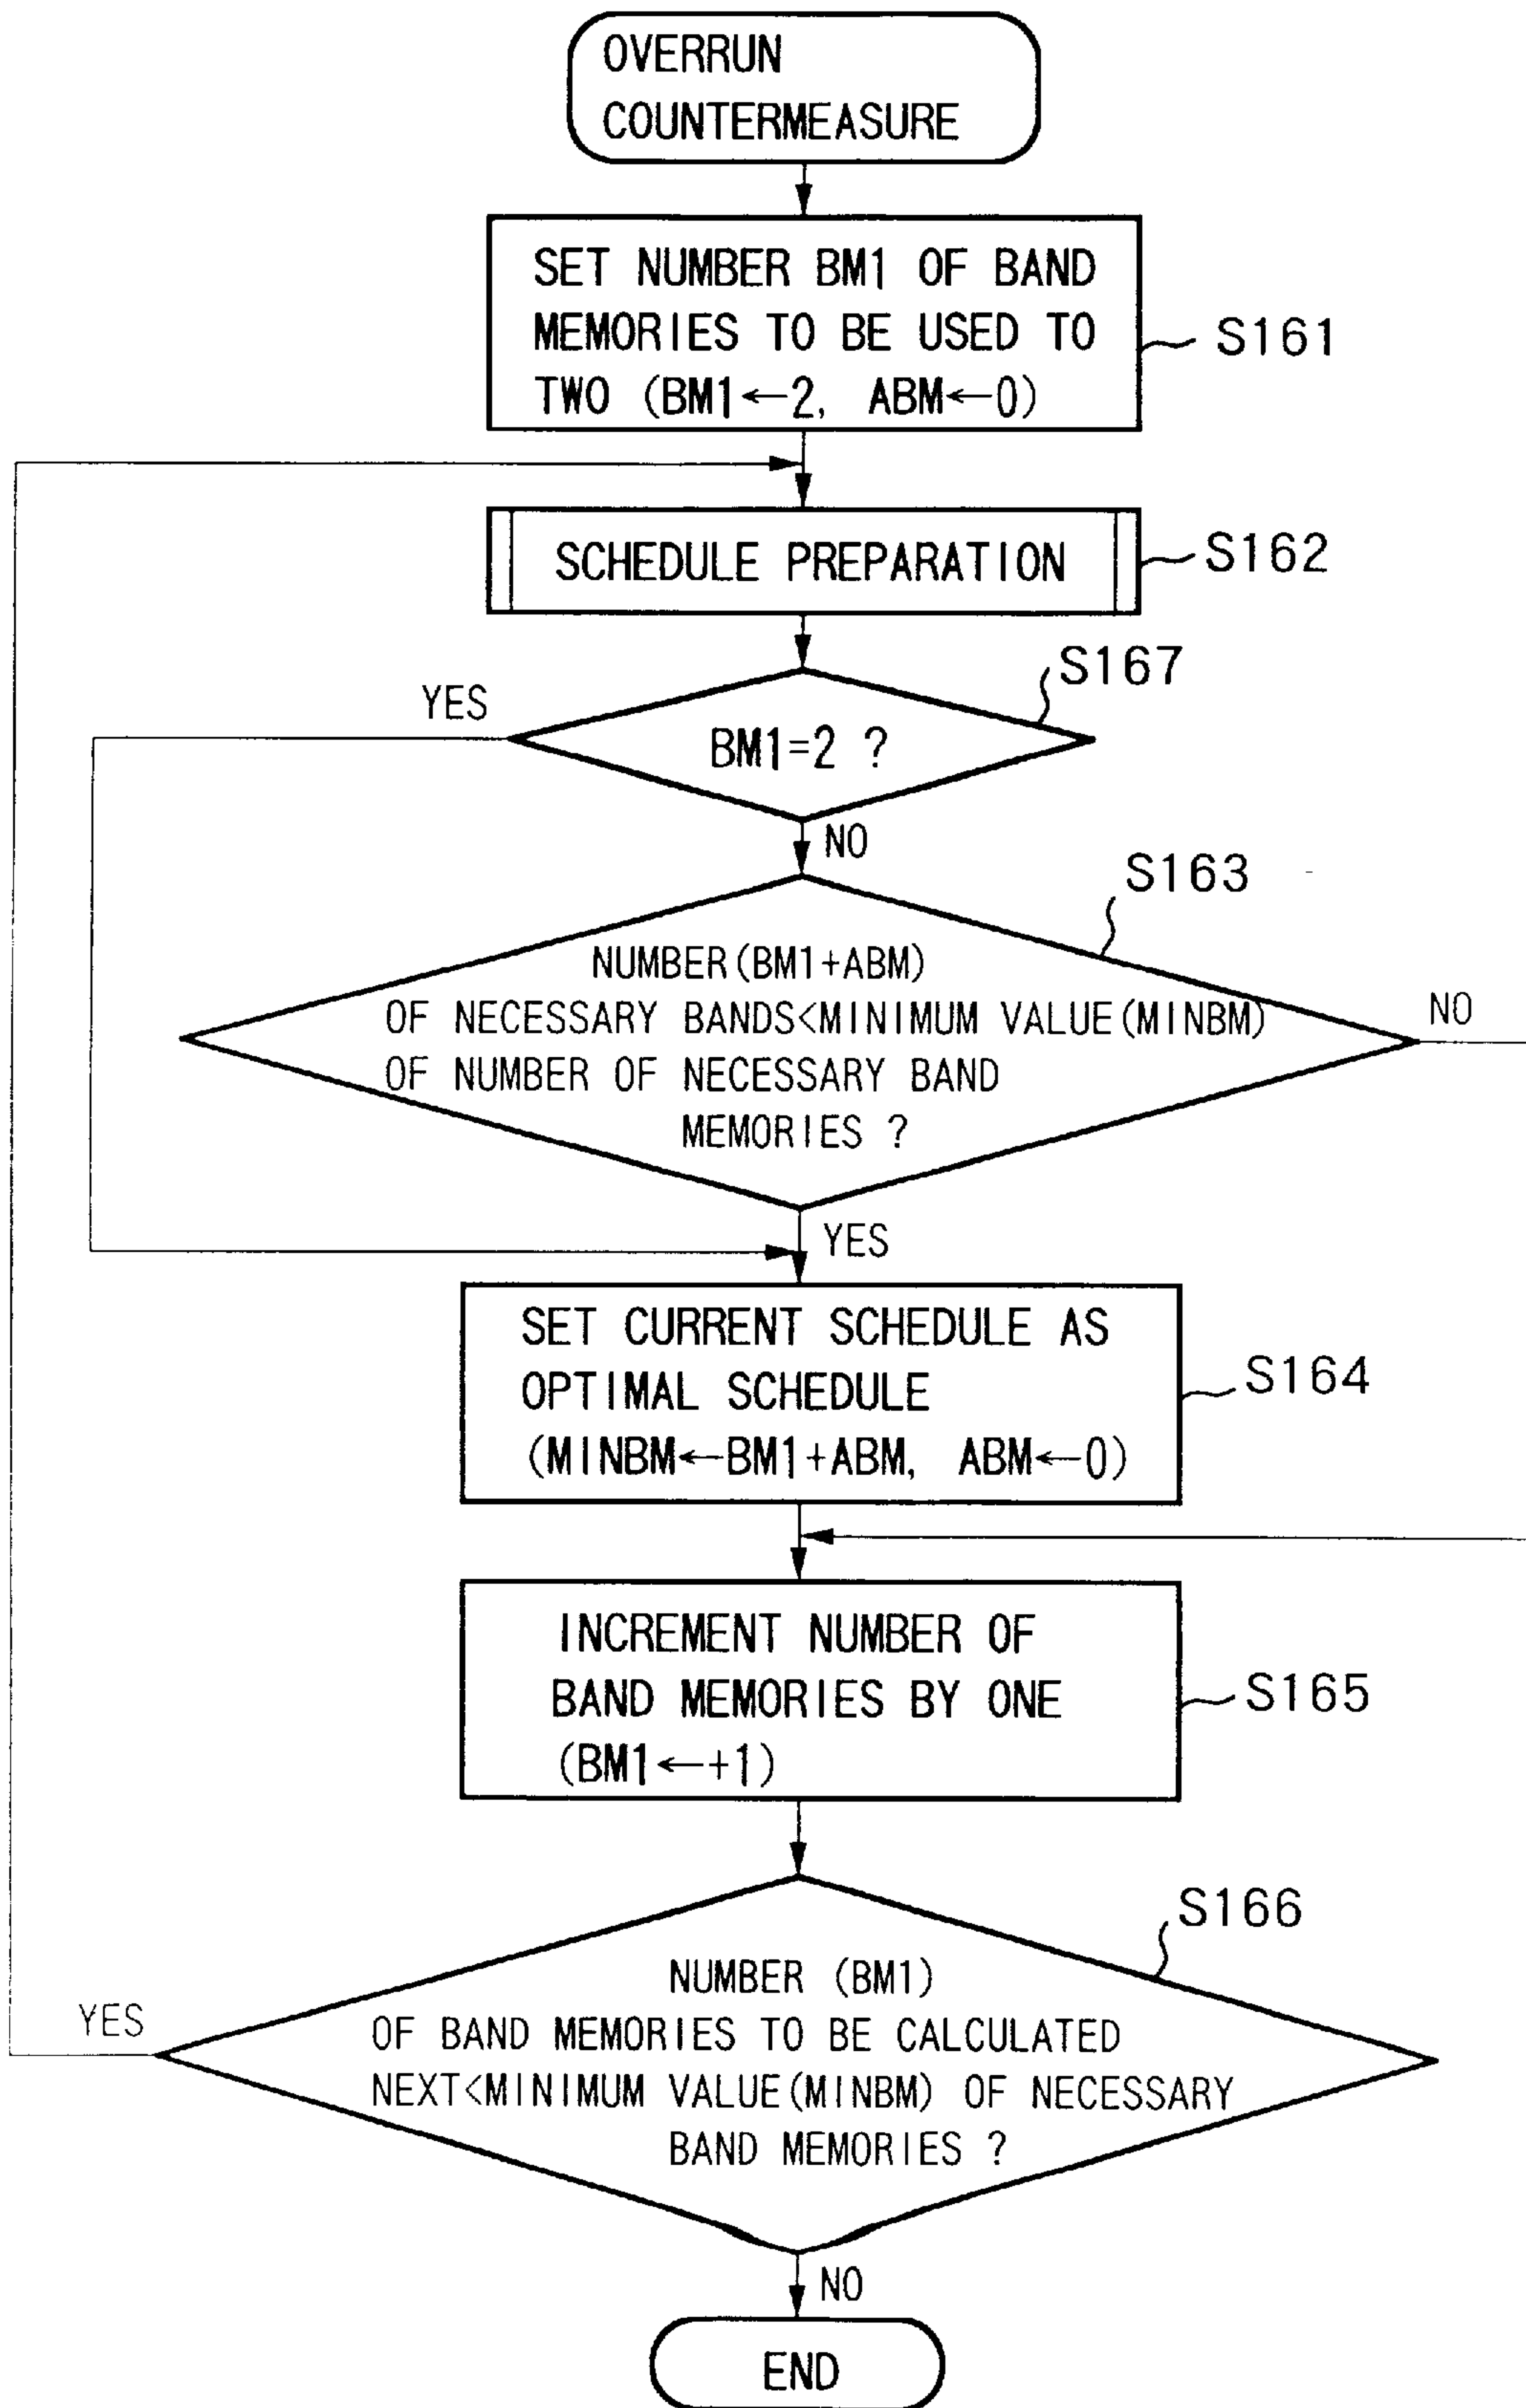 OVERRUN
COUNTERMEASURE
SET NUMBER BM1 OF BAND
MEMORIES TO BE USED TO
TWO (BM1←2, ABM←0)
S161
SCHEDULE PREPARATION
S162
S167
YES
BM1=2 ?
NO
S163
NUMBER(BM1+ABM)
OF NECESSARY BANDS<MINIMUM VALUE(MINBM)
OF NUMBER OF NECESSARY BAND
MEMORIES ?
NO
YES
SET CURRENT SCHEDULE AS
OPTIMAL SCHEDULE
(MINBM←BM1+ABM, ABM←0)
S164
INCREMENT NUMBER OF
BAND MEMORIES BY ONE
(BM1←+1)
S165
S166
NUMBER (BM1)
OF BAND MEMORIES TO BE CALCULATED
NEXT<MINIMUM VALUE(MINBM) OF NECESSARY
BAND MEMORIES ?
YES
NO
END